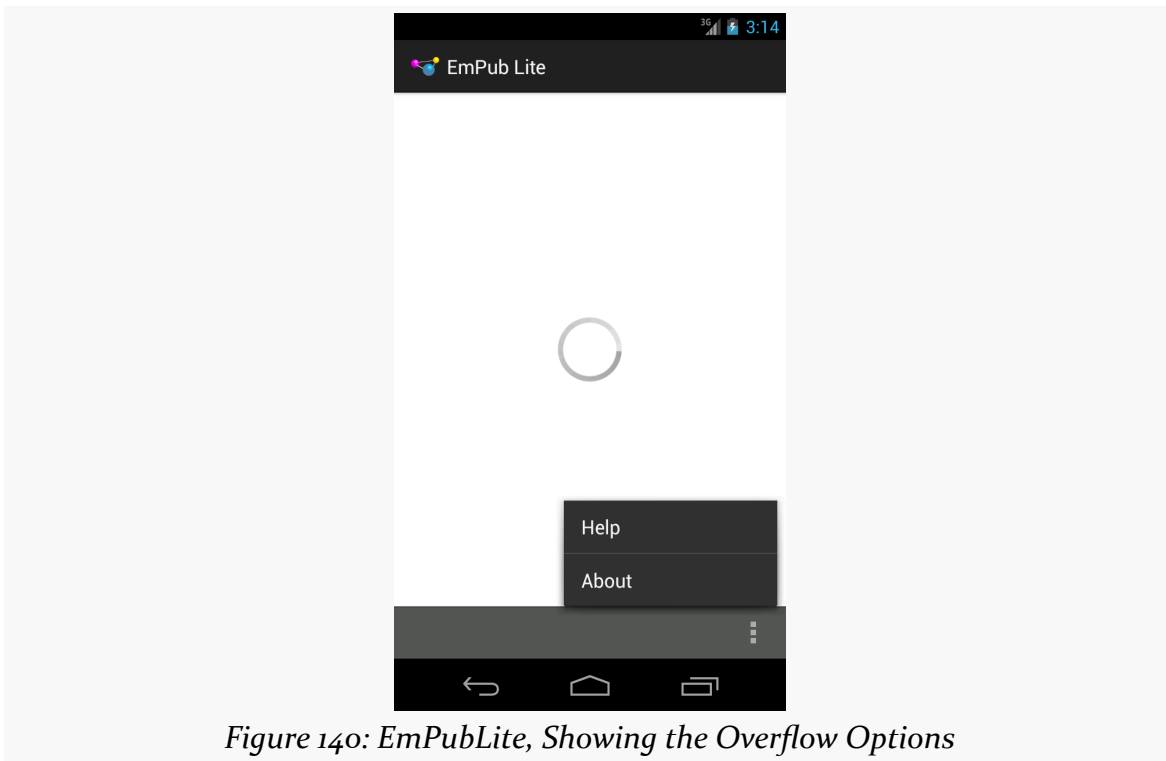 3G 3:14
EmPub Lite
Help
About
Figure 140: EmPubLite, Showing the Overflow Options